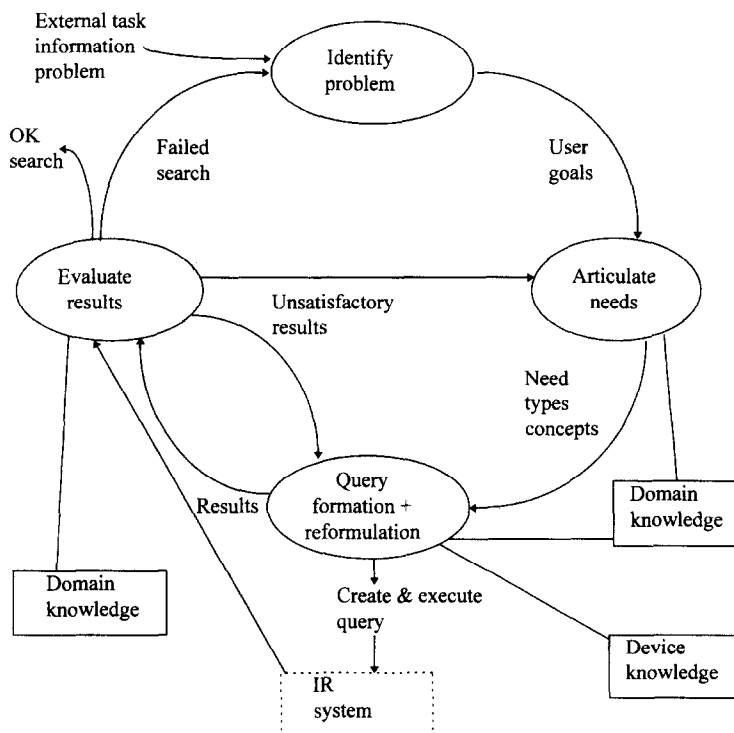 External task
information
problem
Identify
problem
OK
search
Failed
search
User
goals
Evaluate
results
Articulate
needs
Unsatisfactory
results
Need
types
concepts
Query
formation +
reformulation
Results
Domain
knowledge
Domain
knowledge
Create & execute
query
Device
knowledge
IR
system